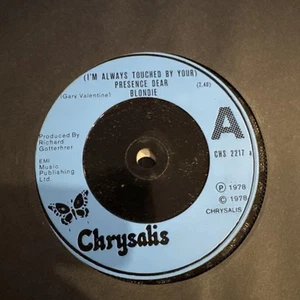 (I'M ALWAYS TOUCHED BY YOUR)
PRESENCE DEAR
(Gary Valentine)
BLONDIE
(2.40)
A
Produced By
Richard
Gotterhrer
CHS 2217 A
EMI
Music
Publishing
Ltd.
Ⓟ 1978
© 1978
CHRYSALIS
Chrysalis